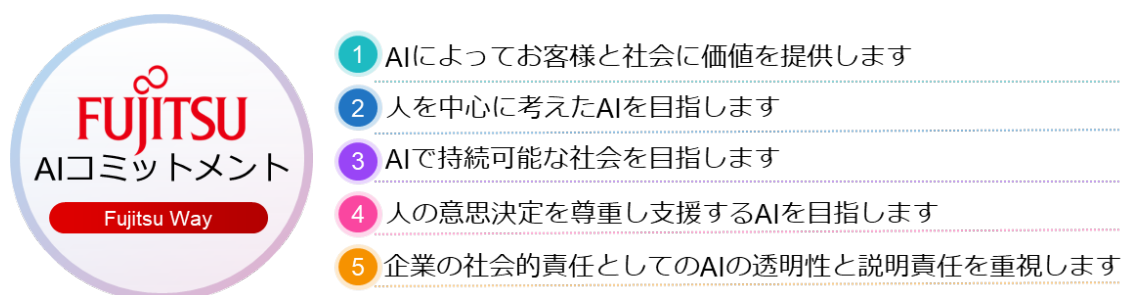 FUJITSU
AIコミットメント
Fujitsu Way
1 AIによってお客様と社会に価値を提供します
2 人を中心に考えたAIを目指します
3 AIで持続可能な社会を目指します
4 人の意思決定を尊重し支援するAIを目指します
5 企業の社会的責任としてのAIの透明性と説明責任を重視します